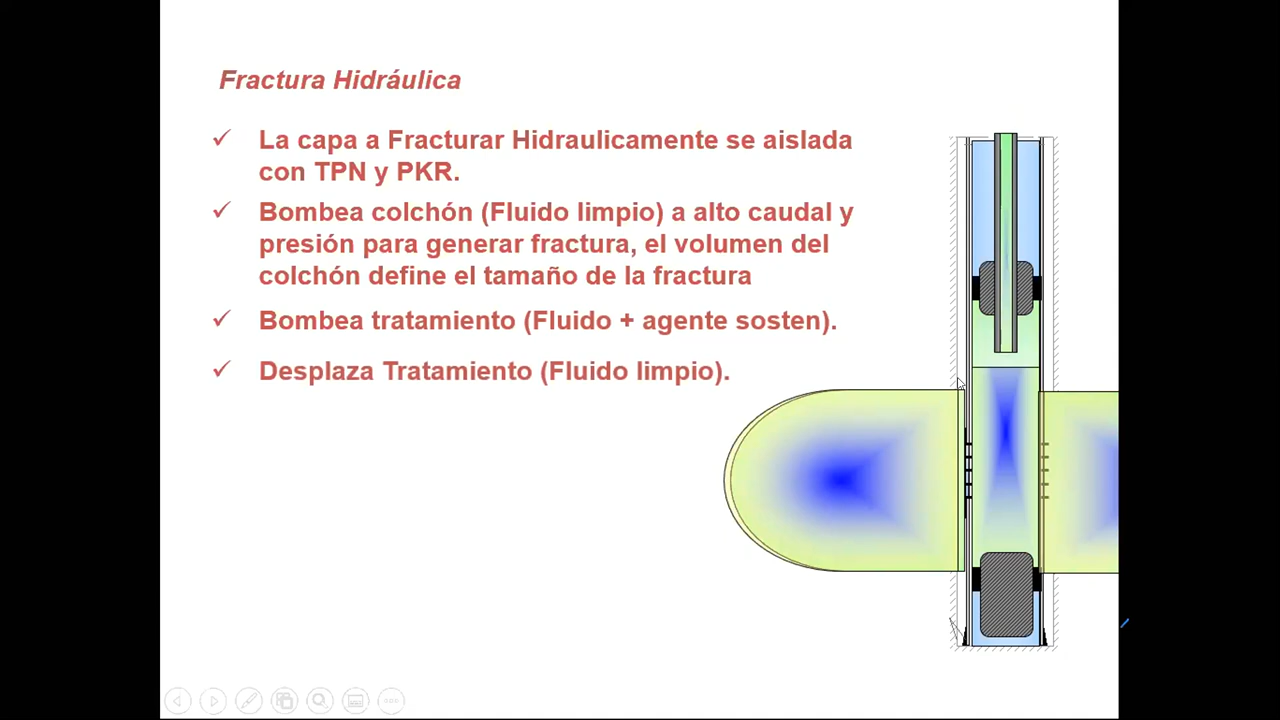 Fractura Hidráulica
✓ La capa a Fracturar Hidraulicamente se aislada
con TPN y PKR.
✓ Bombea colchón (Fluido limpio) a alto caudal y
presión para generar fractura, el volumen del
colchón define el tamaño de la fractura
✓ Bombea tratamiento (Fluido + agente sosten).
✓ Desplaza Tratamiento (Fluido limpio).